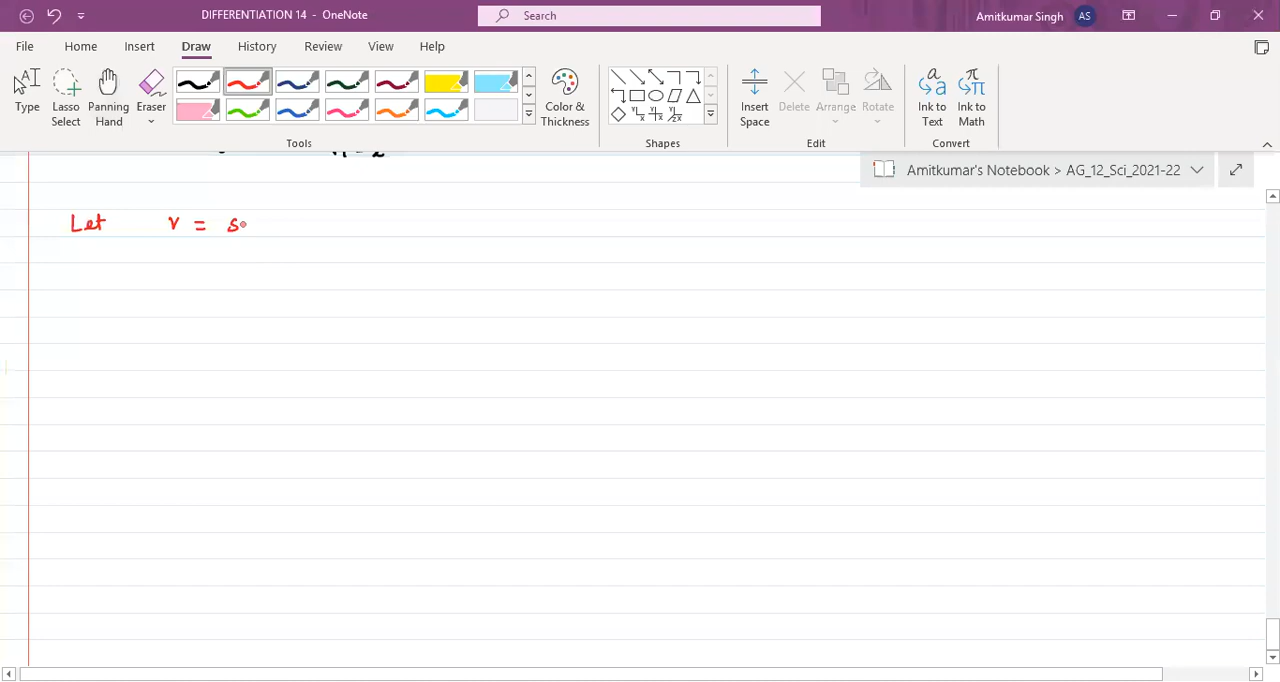 DIFFERENTIATION 14 - OneNote
Search
Amitkumar Singh AS
File Home Insert Draw History Review View Help
Type Lasso Select Panning Hand Eraser
Color & Thickness
Insert Space Delete Arrange Rotate
Ink to Text Ink to Math
Tools Shapes Edit Convert
Amitkumar's Notebook > AG_12_Sci_2021-22
Let v = s